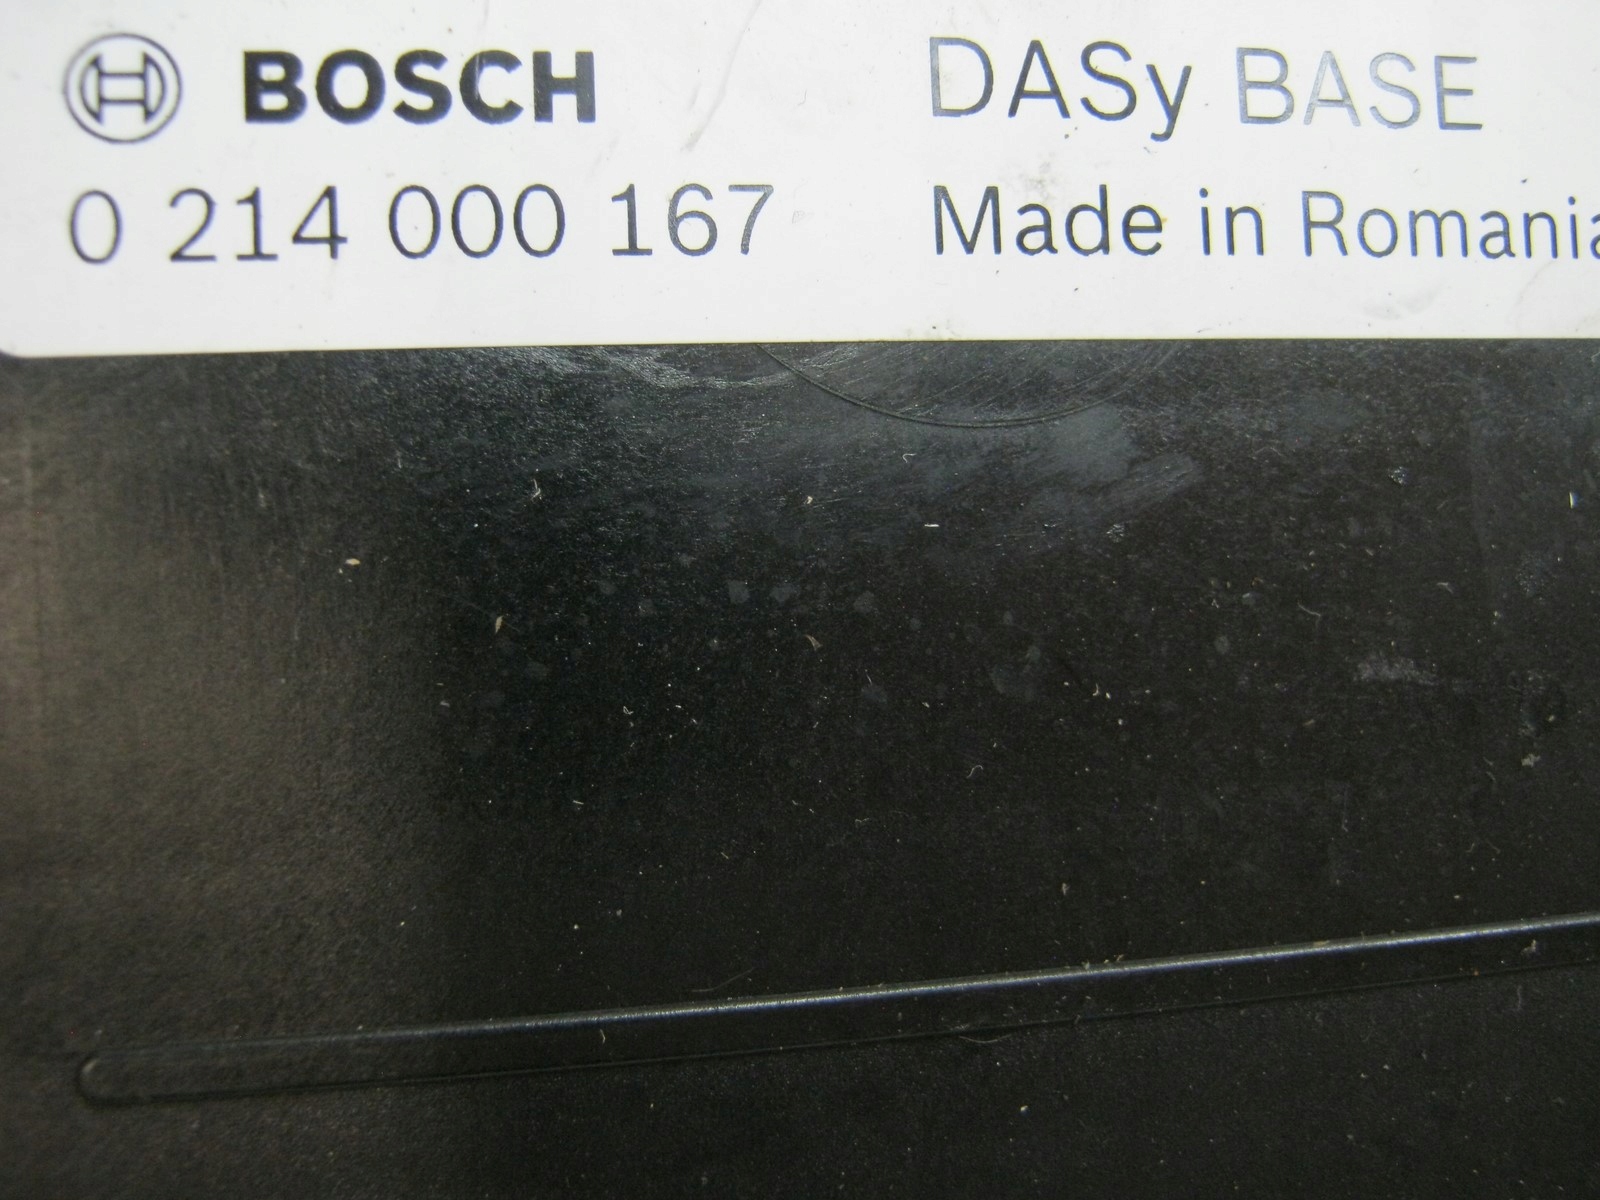 BOSCH DASy BASE
0 214 000 167 Made in Romania